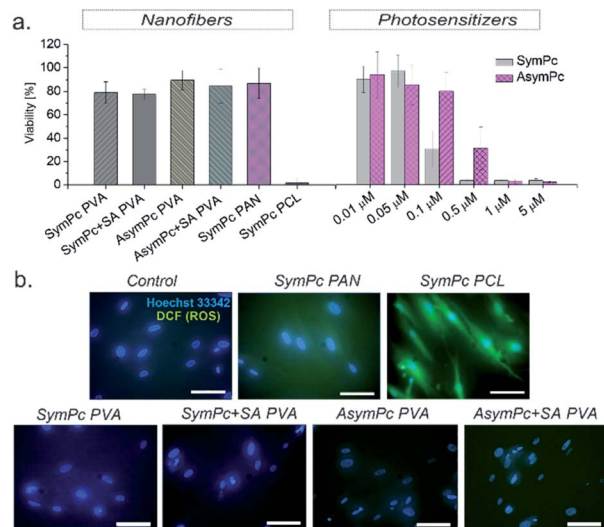 a.
Nanofibers
Photosensitizers
Viability [%]
120
100
80
60
40
20
0
SymPc
AsymPc
SymPc PVA
SymPc+SA PVA
AsymPc PVA
AsymPc+SA PVA
SymPc PAN
SymPc PCL
0.01 μM
0.05 μM
0.1 μM
0.5 μM
1 μM
5 μM
b.
Control
SymPc PAN
SymPc PCL
Hoechst 33342
DCF (ROS)
SymPc PVA
SymPc+SA PVA
AsymPc PVA
AsymPc+SA PVA